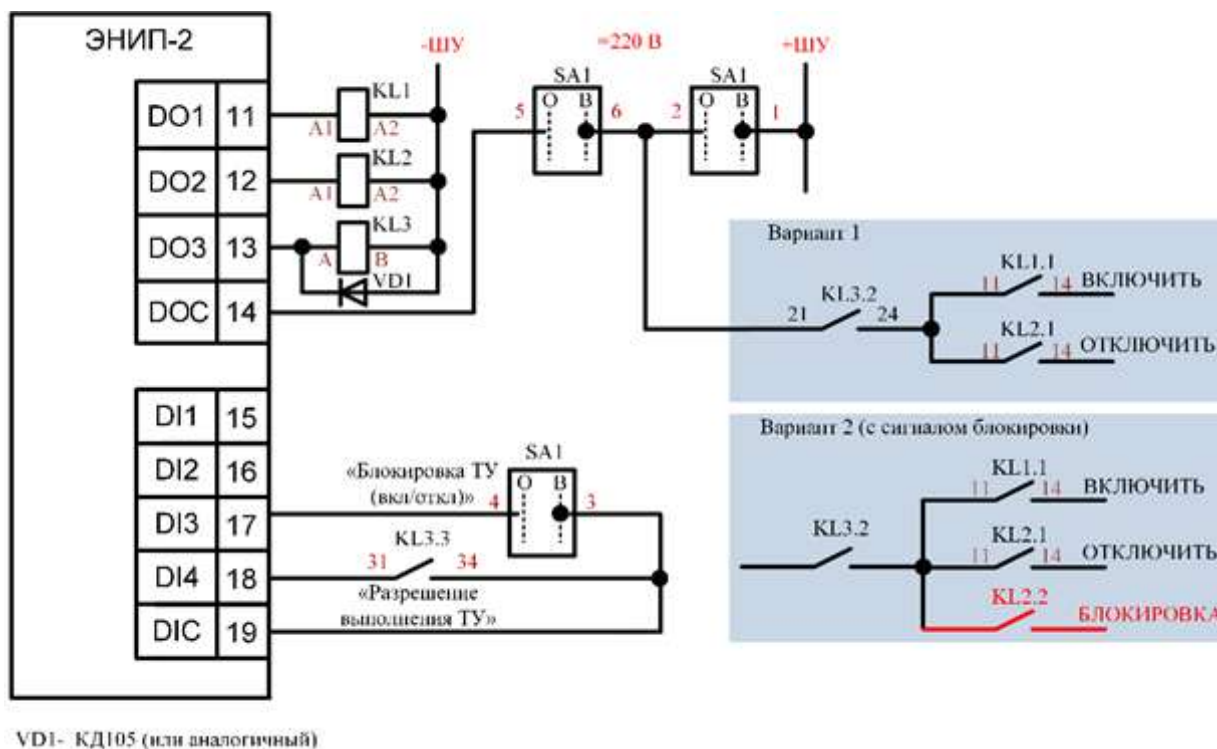 ЭНИП-2
-ШУ
=220 В
+ШУ
DO1 11
A1 KL1 A2
DO2 12
A1 KL2 A2
DO3 13
A KL3 B
VD1
DOC 14
SA1
5 О В 6
SA1
2 О В 1
Вариант 1
21 KL3.2 24
KL1.1
11 14 ВКЛЮЧИТЬ
KL2.1
11 14 ОТКЛЮЧИТЬ
DI1 15
DI2 16
DI3 17
DI4 18
DIC 19
«Блокировка ТУ
(вкл/откл)»
SA1
4 О В 3
KL3.3
31 34
«Разрешение
выполнения ТУ»
Вариант 2 (с сигналом блокировки)
KL3.2
KL1.1
11 14 ВКЛЮЧИТЬ
KL2.1
11 14 ОТКЛЮЧИТЬ
KL2.2
БЛОКИРОВКА
VD1- КД105 (или аналогичный)